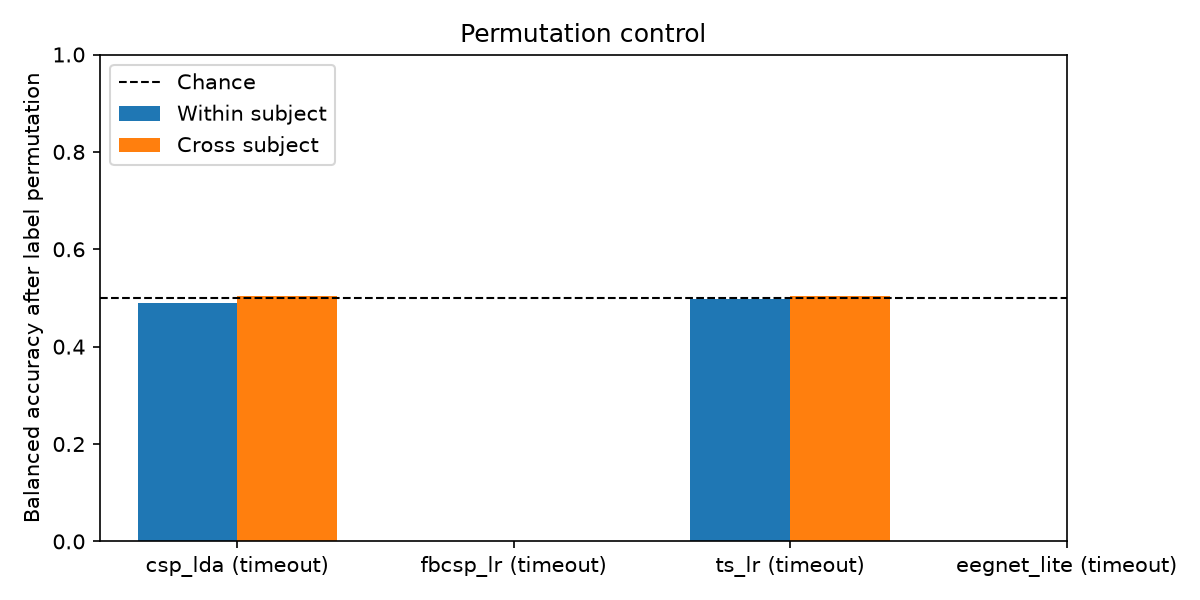 Permutation control
Balanced accuracy after label permutation
1.0
0.8
0.6
0.4
0.2
0.0
Chance
Within subject
Cross subject
csp_lda (timeout)
fbcsp_lr (timeout)
ts_lr (timeout)
eegnet_lite (timeout)